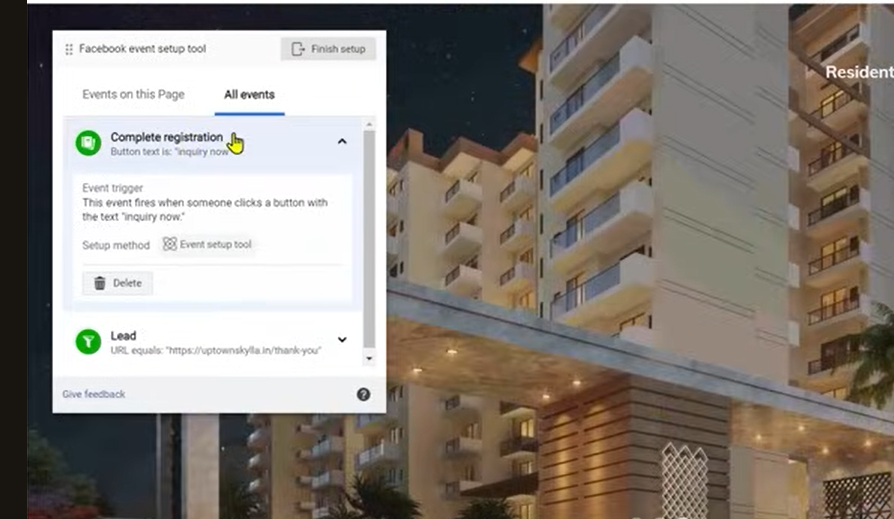 Facebook event setup tool
Finish setup
Events on this Page
All events
Complete registration
Button text is: "inquiry now"
Event trigger
This event fires when someone clicks a button with
the text "inquiry now."
Setup method
Event setup tool
Delete
Lead
URL equals: "https://uptownskylla.in/thank-you"
Give feedback
Resident